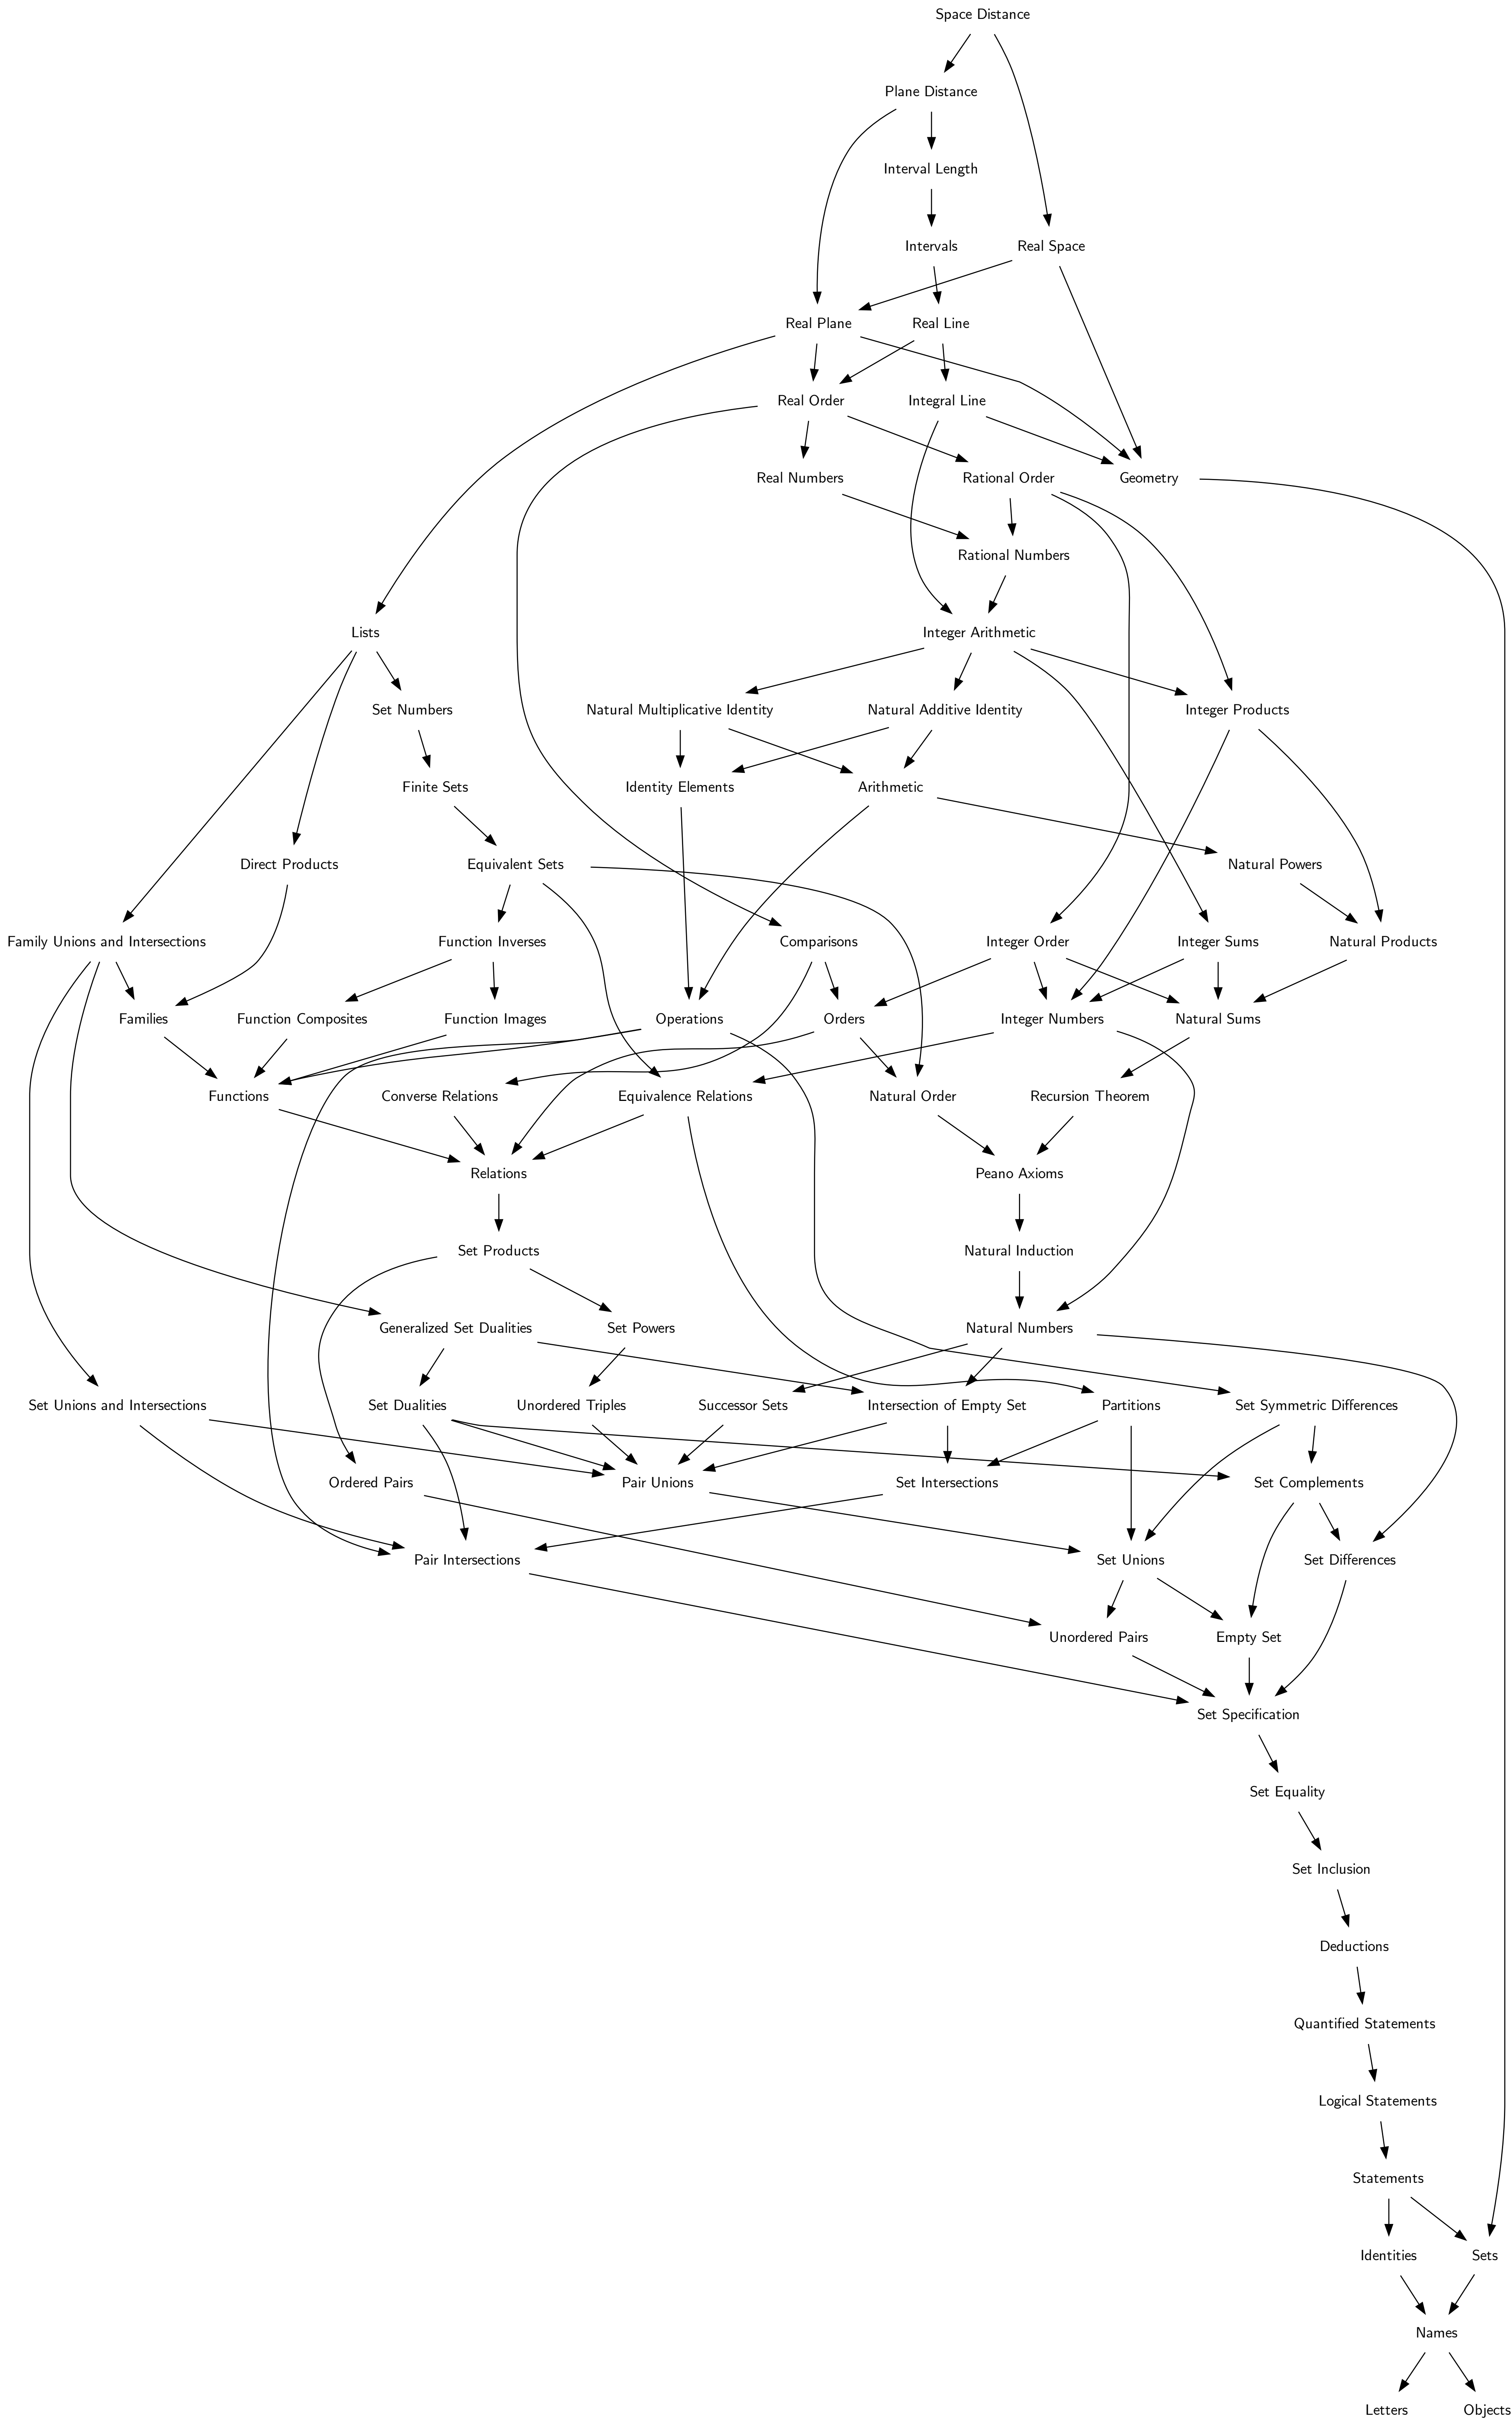 Space Distance
Plane Distance
Interval Length
Intervals
Real Space
Real Plane
Real Line
Real Order
Integral Line
Real Numbers
Rational Order
Geometry
Rational Numbers
Lists
Integer Arithmetic
Set Numbers
Natural Multiplicative Identity
Natural Additive Identity
Integer Products
Finite Sets
Identity Elements
Arithmetic
Direct Products
Equivalent Sets
Natural Powers
Family Unions and Intersections
Function Inverses
Comparisons
Integer Order
Integer Sums
Natural Products
Families
Function Composites
Function Images
Operations
Orders
Integer Numbers
Natural Sums
Functions
Converse Relations
Equivalence Relations
Natural Order
Recursion Theorem
Relations
Peano Axioms
Set Products
Natural Induction
Generalized Set Dualities
Set Powers
Natural Numbers
Set Unions and Intersections
Set Dualities
Unordered Triples
Successor Sets
Intersection of Empty Set
Partitions
Set Symmetric Differences
Ordered Pairs
Pair Unions
Set Intersections
Set Complements
Pair Intersections
Set Unions
Set Differences
Unordered Pairs
Empty Set
Set Specification
Set Equality
Set Inclusion
Deductions
Quantified Statements
Logical Statements
Statements
Identities
Sets
Names
Letters
Objects